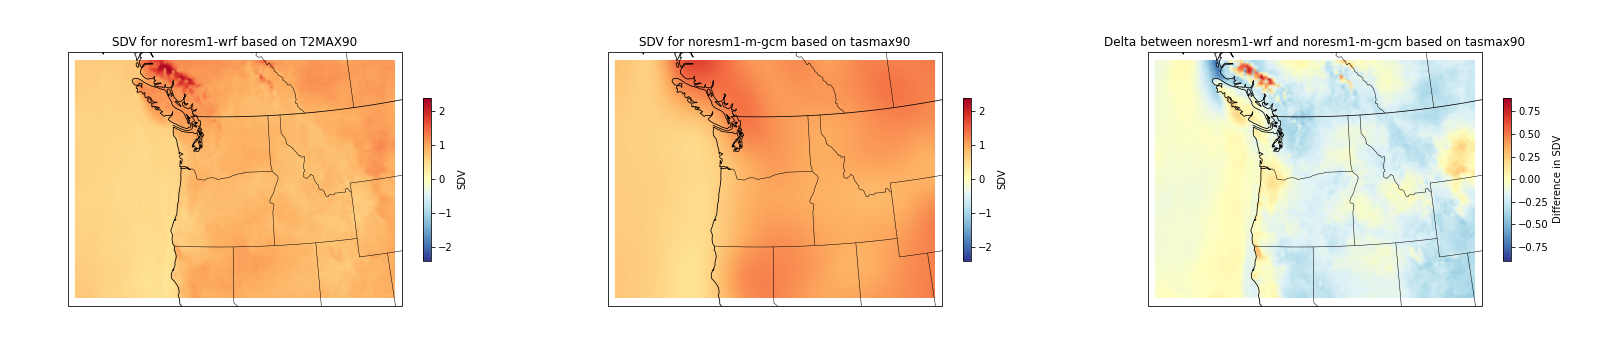 SDV for noresm1-wrf based on T2MAX90
2
1
0
−1
−2
SDV
SDV for noresm1-m-gcm based on tasmax90
2
1
0
−1
−2
SDV
Delta between noresm1-wrf and noresm1-m-gcm based on tasmax90
0.75
0.50
0.25
0.00
−0.25
−0.50
−0.75
Difference in SDV